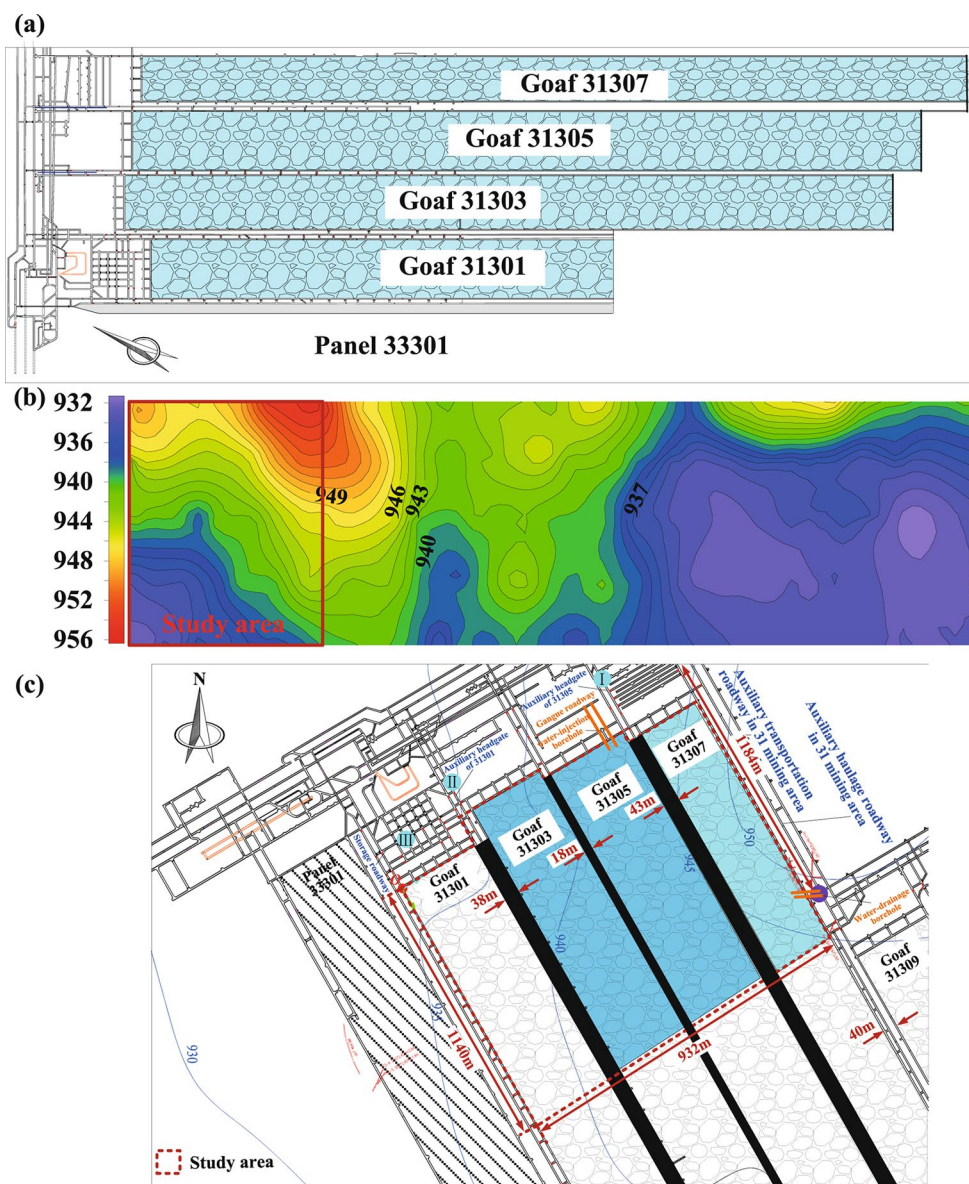 (a)
Goaf 31307
Goaf 31305
Goaf 31303
Goaf 31301
Panel 33301
(b)
932
936
940
944
948
952
956
949
946
943
940
937
Study area
(c)
N
I
II
III
Auxiliary headgate
of 31305
Gangue roadway
water-injection
borehole
Auxiliary headgate
of 31301
Auxiliary transportation
roadway in 31 mining area
Auxiliary haulage roadway
in 31 mining area
1184m
Goaf
31307
Goaf
31305
Goaf
31303
Goaf
31301
43m
18m
38m
Storage roadway
Panel
33301
950
945
940
935
930
Water-drainage
borehole
Goaf
31309
40m
932m
1140m
Study area